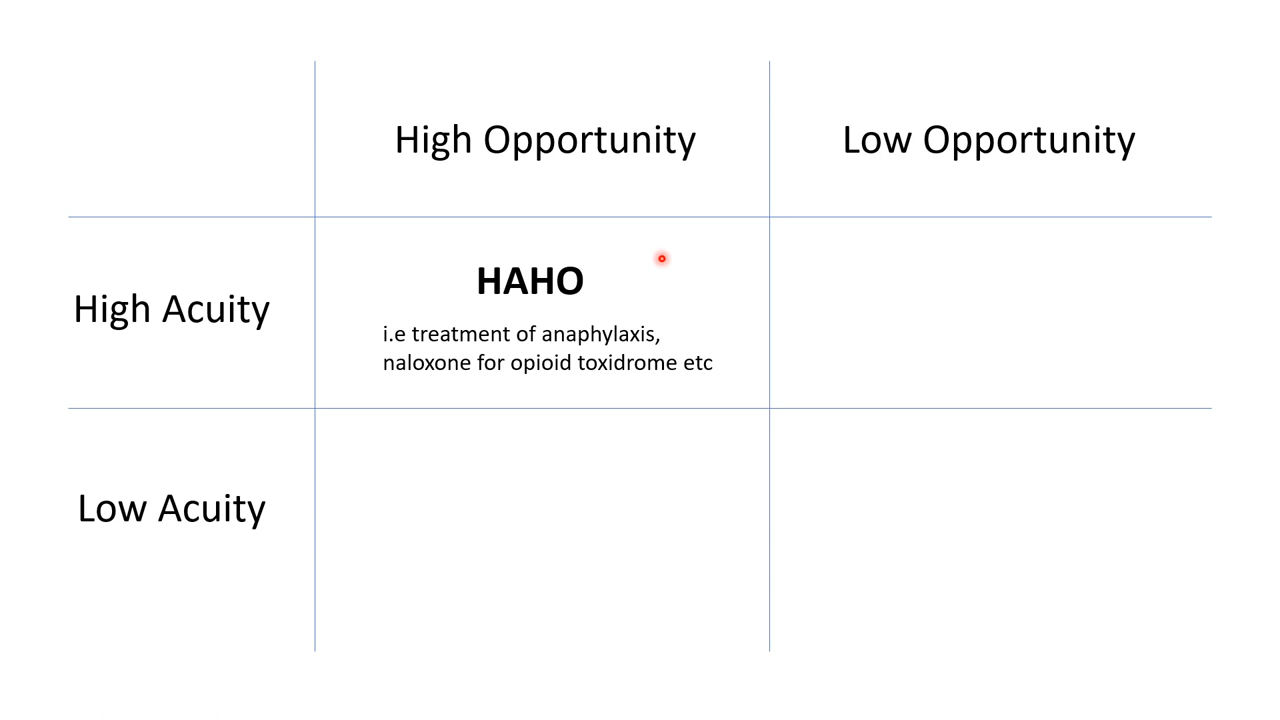 High Opportunity
Low Opportunity
High Acuity
HAHO
i.e treatment of anaphylaxis,
naloxone for opioid toxidrome etc
Low Acuity